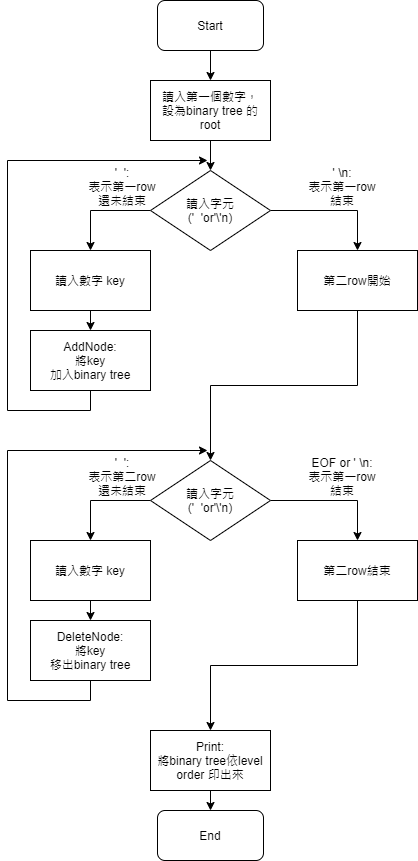 Start
讀入第一個數字，
設為binary tree 的
root
' ':
表示第一row
還未結束
' \n:
表示第一row
結束
讀入字元
(' 'or'\'n)
讀入數字 key
第二row開始
AddNode:
將key
加入binary tree
' ':
表示第二row
還未結束
EOF or ' \n:
表示第一row
結束
讀入字元
(' 'or'\'n)
讀入數字 key
第二row結束
DeleteNode:
將key
移出binary tree
Print:
將binary tree依level
order 印出來
End